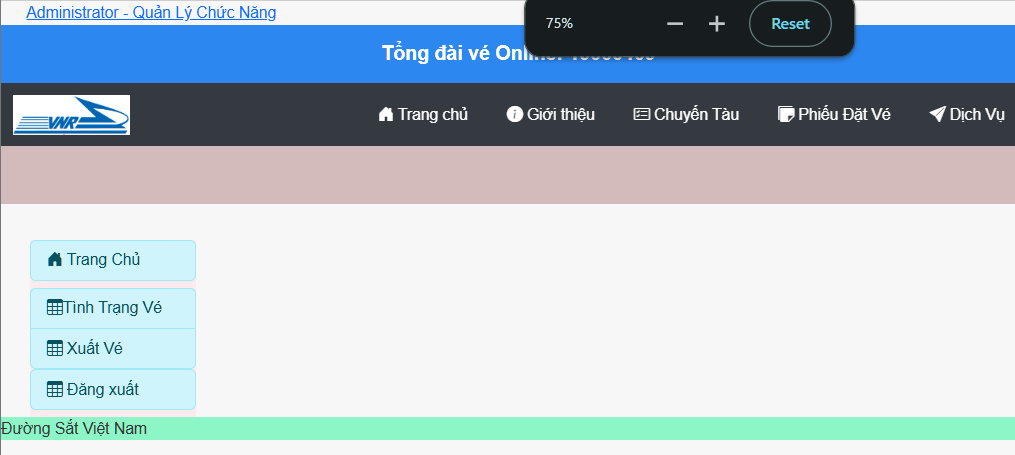 Administrator - Quản Lý Chức Năng
75%
Reset
Tổng đài vé Online:
VNR
Trang chủ
Giới thiệu
Chuyến Tàu
Phiếu Đặt Vé
Dịch Vụ
Trang Chủ
Tình Trạng Vé
Xuất Vé
Đăng xuất
Đường Sắt Việt Nam